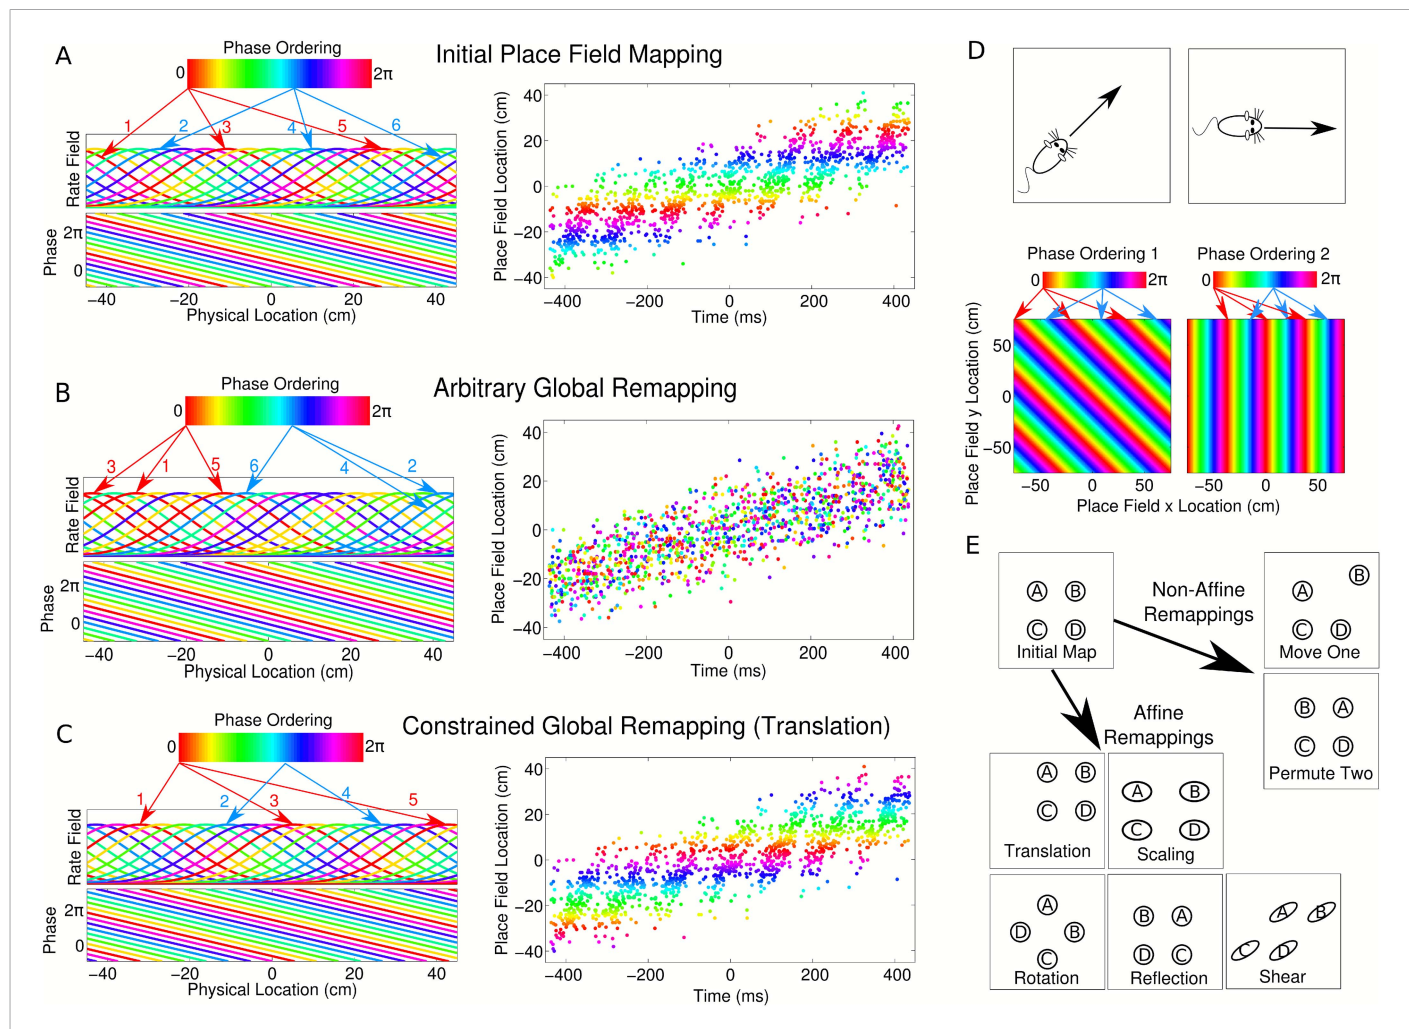 A
Phase Ordering
0
2π
1
2
3
4
5
6
Rate Field
Phase
2π
0
−40
−20
0
20
40
Physical Location (cm)
Initial Place Field Mapping
Place Field Location (cm)
40
20
0
−20
−40
−400
−200
0
200
400
Time (ms)
B
Phase Ordering
0
2π
3
1
5
6
4
2
Rate Field
Phase
2π
0
−40
−20
0
20
40
Physical Location (cm)
Arbitrary Global Remapping
Place Field Location (cm)
40
20
0
−20
−40
−400
−200
0
200
400
Time (ms)
C
Phase Ordering
0
2π
1
2
3
4
5
Rate Field
Phase
2π
0
−40
−20
0
20
40
Physical Location (cm)
Constrained Global Remapping (Translation)
Place Field Location (cm)
40
20
0
−20
−40
−400
−200
0
200
400
Time (ms)
D
Phase Ordering 1
0
2π
Phase Ordering 2
0
2π
Place Field y Location (cm)
50
0
−50
−50
0
50
−50
0
50
Place Field x Location (cm)
E
A B
C D
Initial Map
Non-Affine
Remappings
B
A
C D
Move One
B A
C D
Permute Two
Affine
Remappings
A B
C D
Translation
A B
C D
Scaling
A
D B
C
Rotation
B A
D C
Reflection
A B
C D
Shear